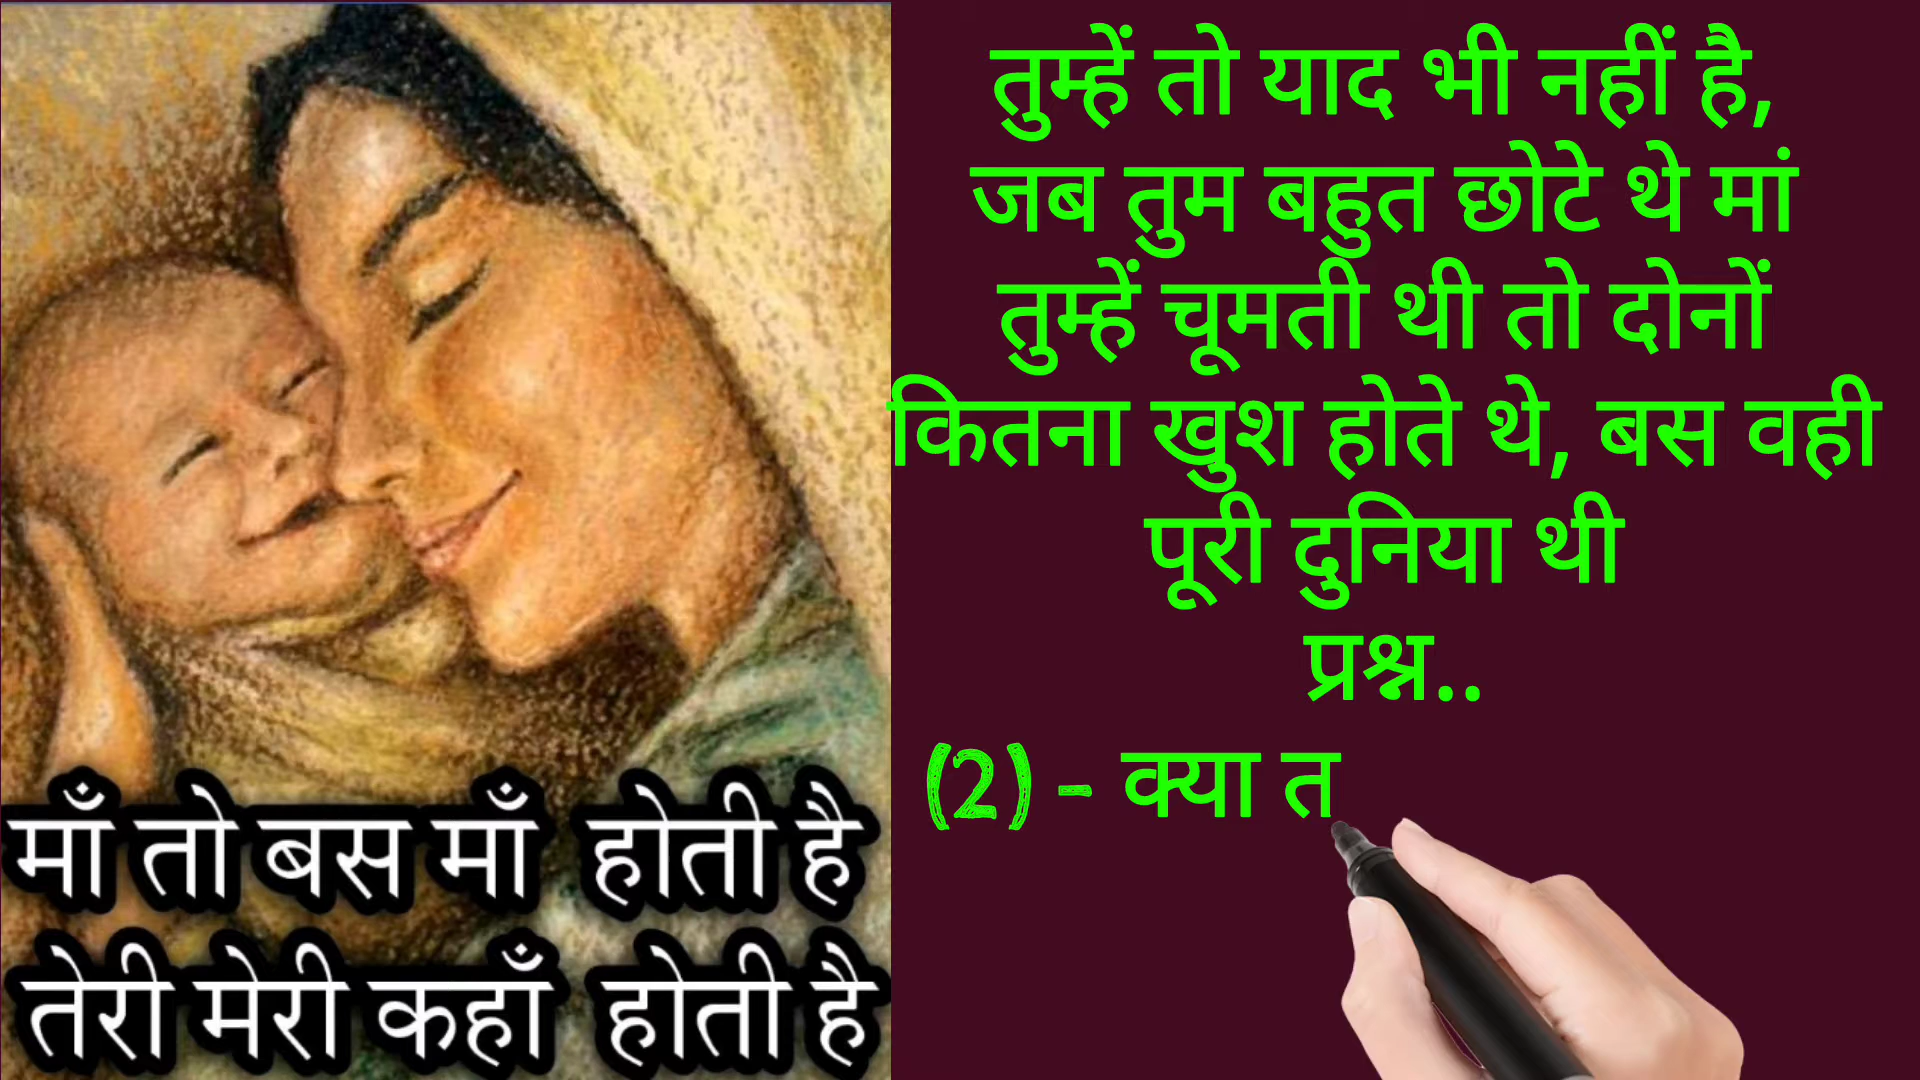 तुम्हें तो याद भी नहीं है,
जब तुम बहुत छोटे थे मां
तुम्हें चूमती थी तो दोनों
कितना खुश होते थे, बस वही
पूरी दुनिया थी
प्रश्न..
(2) - क्या त
माँ तो बस माँ होती है
तेरी मेरी कहाँ होती है